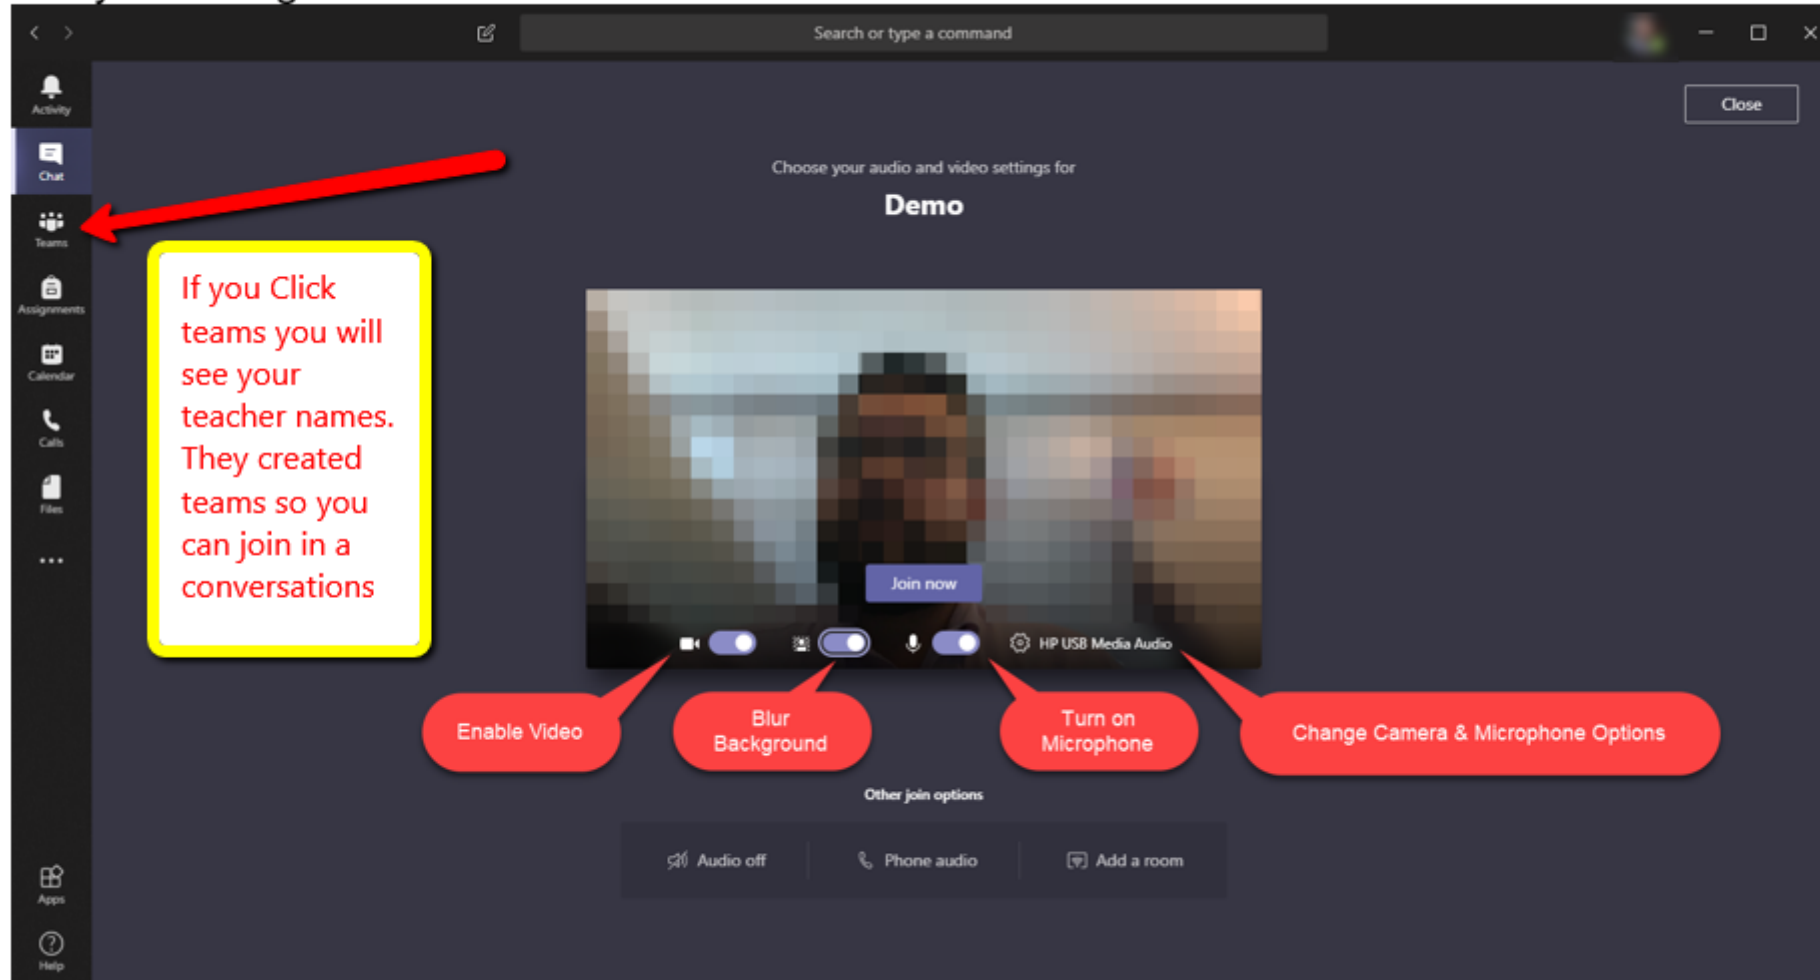 Search or type a command
Activity
Close
Chat
Choose your audio and video settings for
Demo
Teams
Assignments
Calendar
Calls
Files
If you Click
teams you will
see your
teacher names.
They created
teams so you
can join in a
conversations
Join now
HP USB Media Audio
Enable Video
Blur
Background
Turn on
Microphone
Change Camera & Microphone Options
Other join options
Audio off
Phone audio
Add a room
Apps
Help